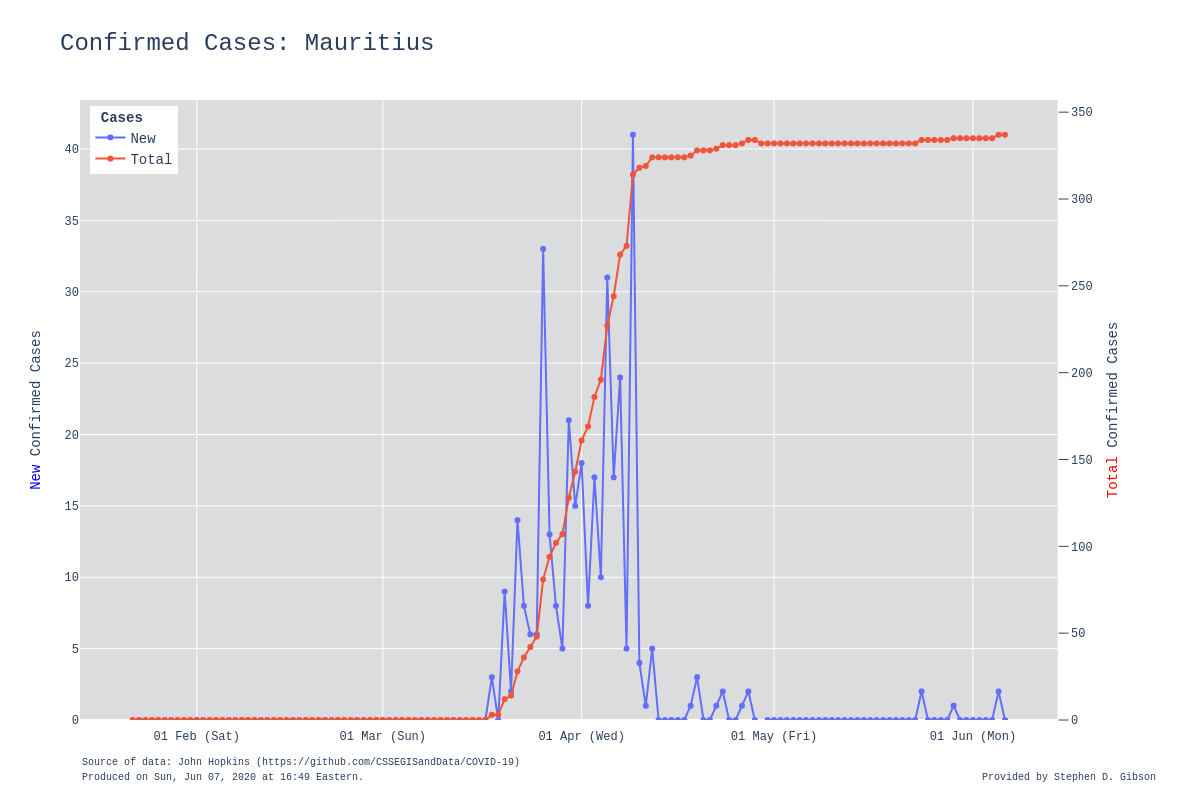 Confirmed Cases: Mauritius
Cases
New
Total
40
35
30
25
20
15
10
5
0
350
300
250
200
150
100
50
0
New Confirmed Cases
Total Confirmed Cases
01 Feb (Sat)
01 Mar (Sun)
01 Apr (Wed)
01 May (Fri)
01 Jun (Mon)
Source of data: John Hopkins (https://github.com/CSSEGISandData/COVID-19)
Produced on Sun, Jun 07, 2020 at 16:49 Eastern.
Provided by Stephen D. Gibson